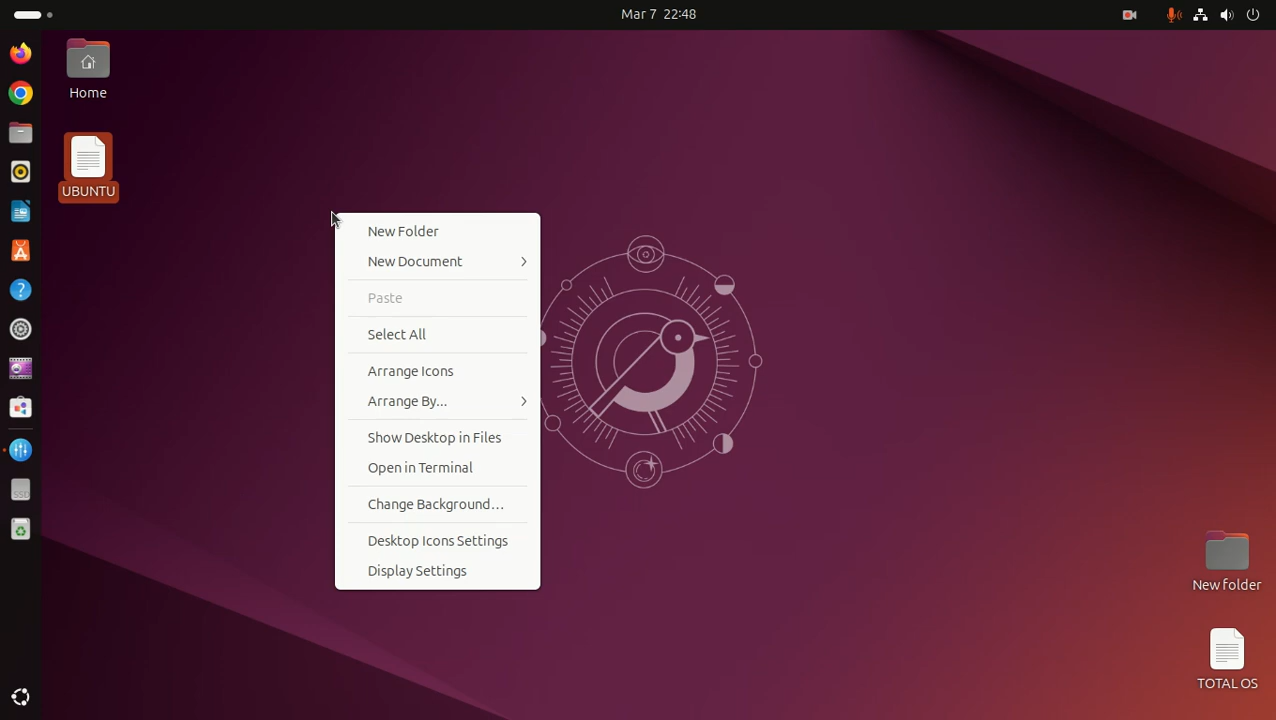 Mar 7 22:48
Home
UBUNTU
New Folder
New Document
Paste
Select All
Arrange Icons
Arrange By...
Show Desktop in Files
Open in Terminal
Change Background…
Desktop Icons Settings
Display Settings
New folder
TOTAL OS
SSD